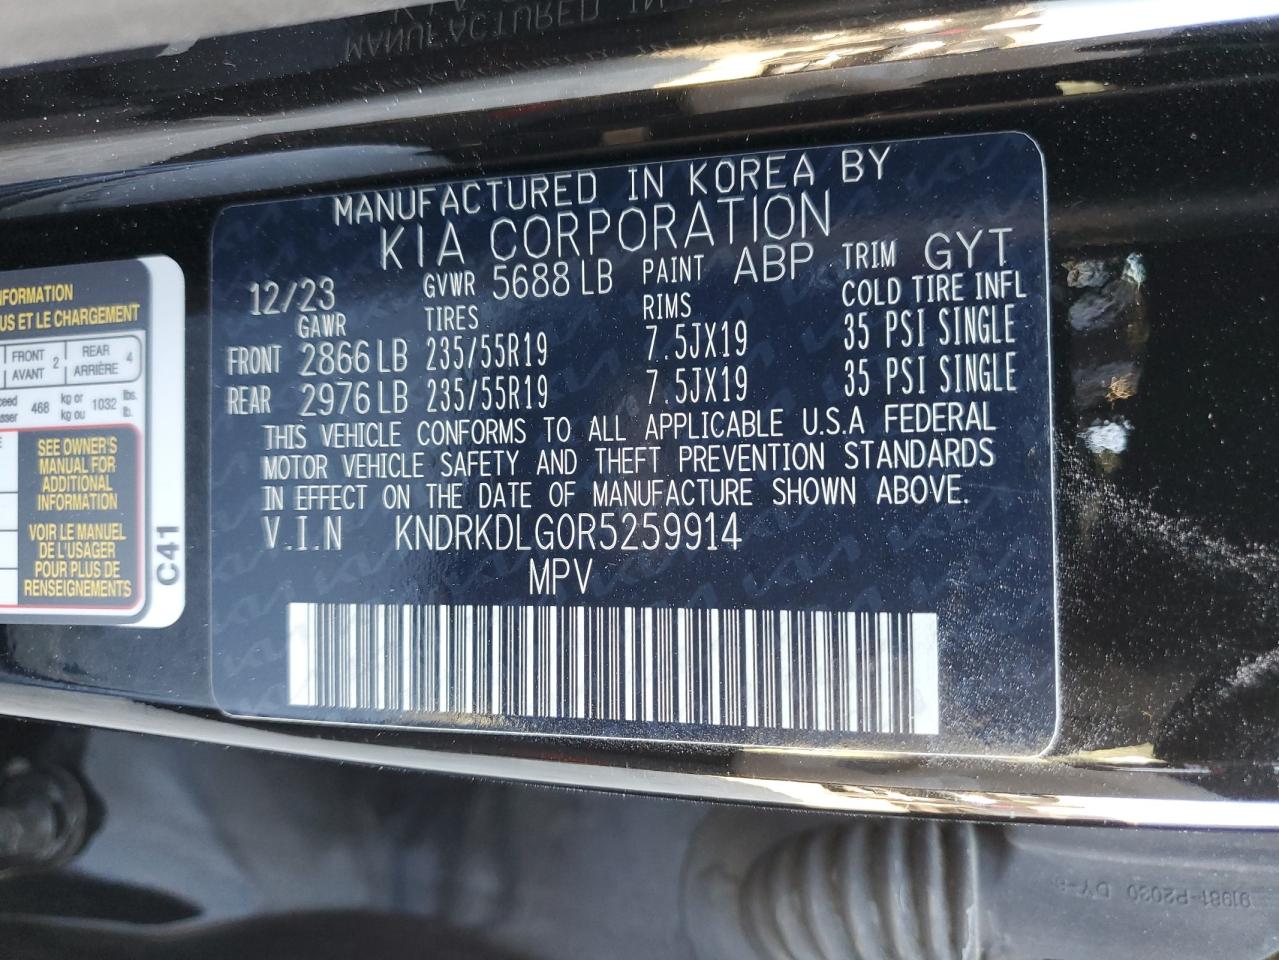 MANUFACTURED IN KOREA BY
KIA CORPORATION
12/23 GVWR 5688 LB PAINT ABP TRIM GYT
GAWR TIRES RIMS COLD TIRE INFL
FRONT 2866 LB 235/55R19 7.5JX19 35 PSI SINGLE
REAR 2976 LB 235/55R19 7.5JX19 35 PSI SINGLE
THIS VEHICLE CONFORMS TO ALL APPLICABLE U.S.A FEDERAL
MOTOR VEHICLE SAFETY AND THEFT PREVENTION STANDARDS
IN EFFECT ON THE DATE OF MANUFACTURE SHOWN ABOVE.
V.I.N KNDRKDLG0R5259914
MPV
ET LE CHARGEMENT
FRONT 2 REAR 4
AVANT ARRIÈRE
468 kg or 1032 lbs.
kg ou lb.
SEE OWNER'S
MANUAL FOR
ADDITIONAL
INFORMATION
VOIR LE MANUEL
DE L'USAGER
POUR PLUS DE
RENSEIGNEMENTS
C41
91981-P2030